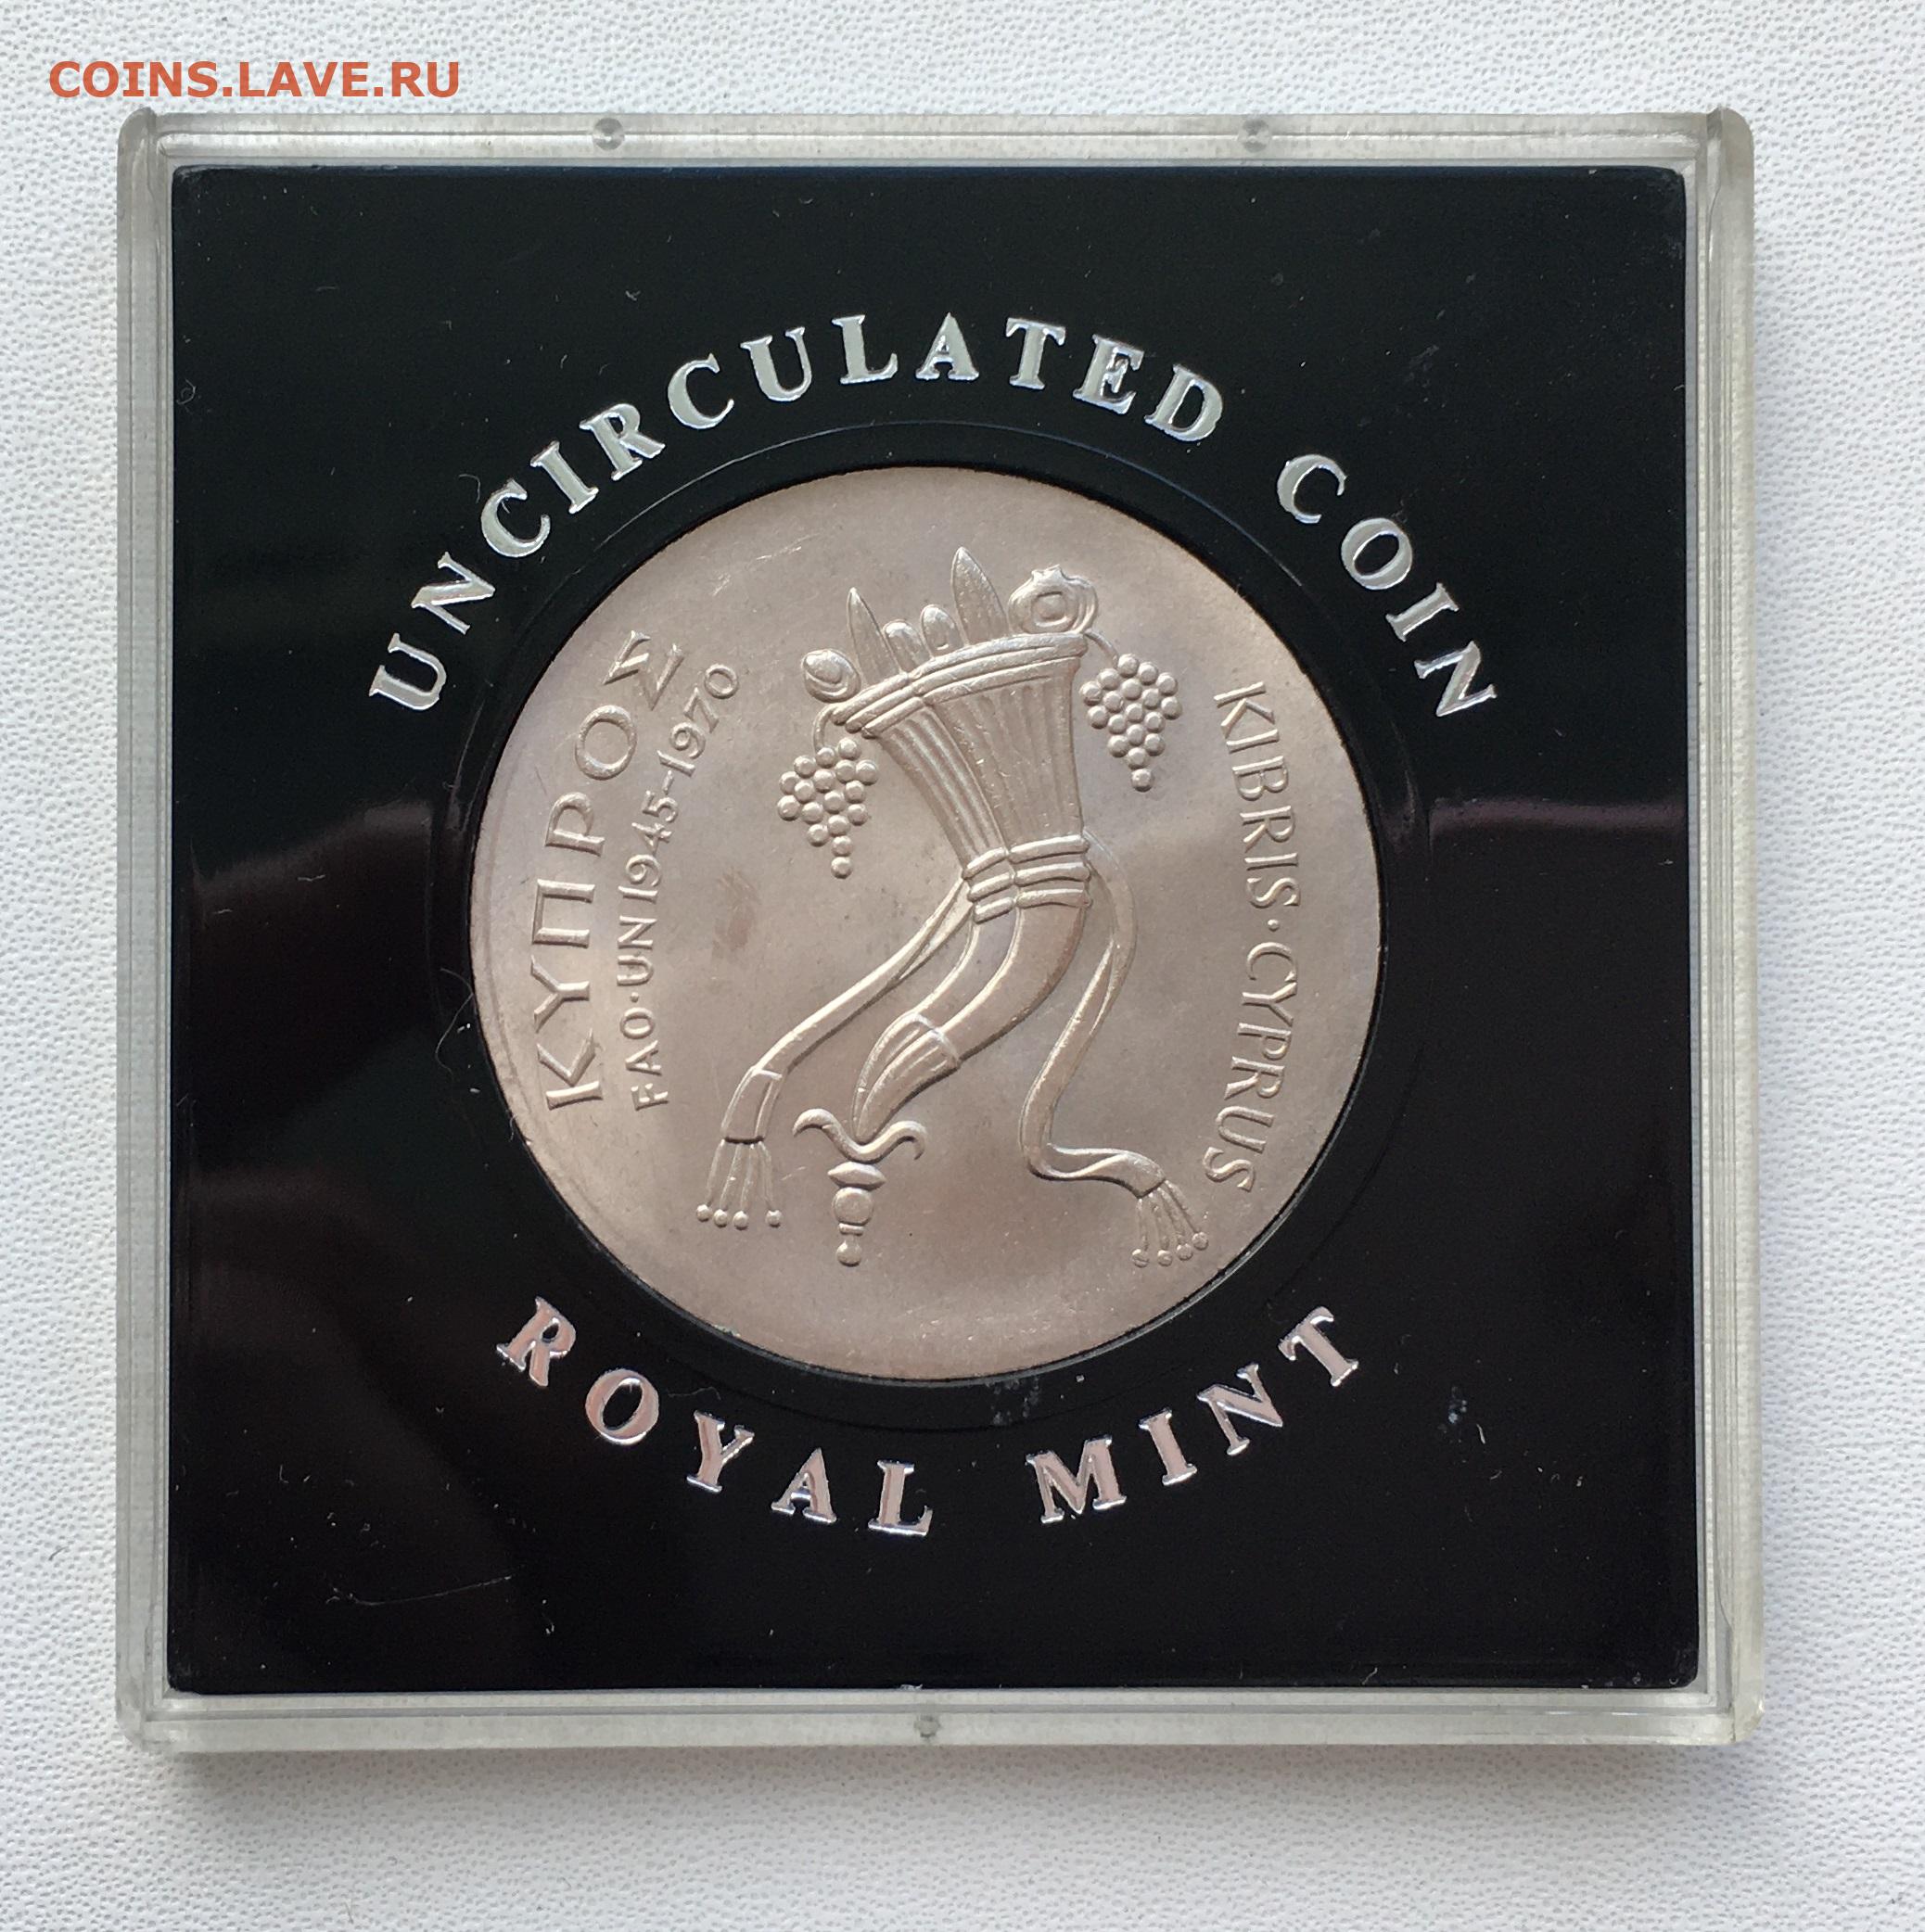 COINS.LAVE.RU
UNCIRCULATED COIN
ΚΥΠΡΟΣ
FAO·UN 1945–1970
KIBRIS·CYPRUS
ROYAL MINT